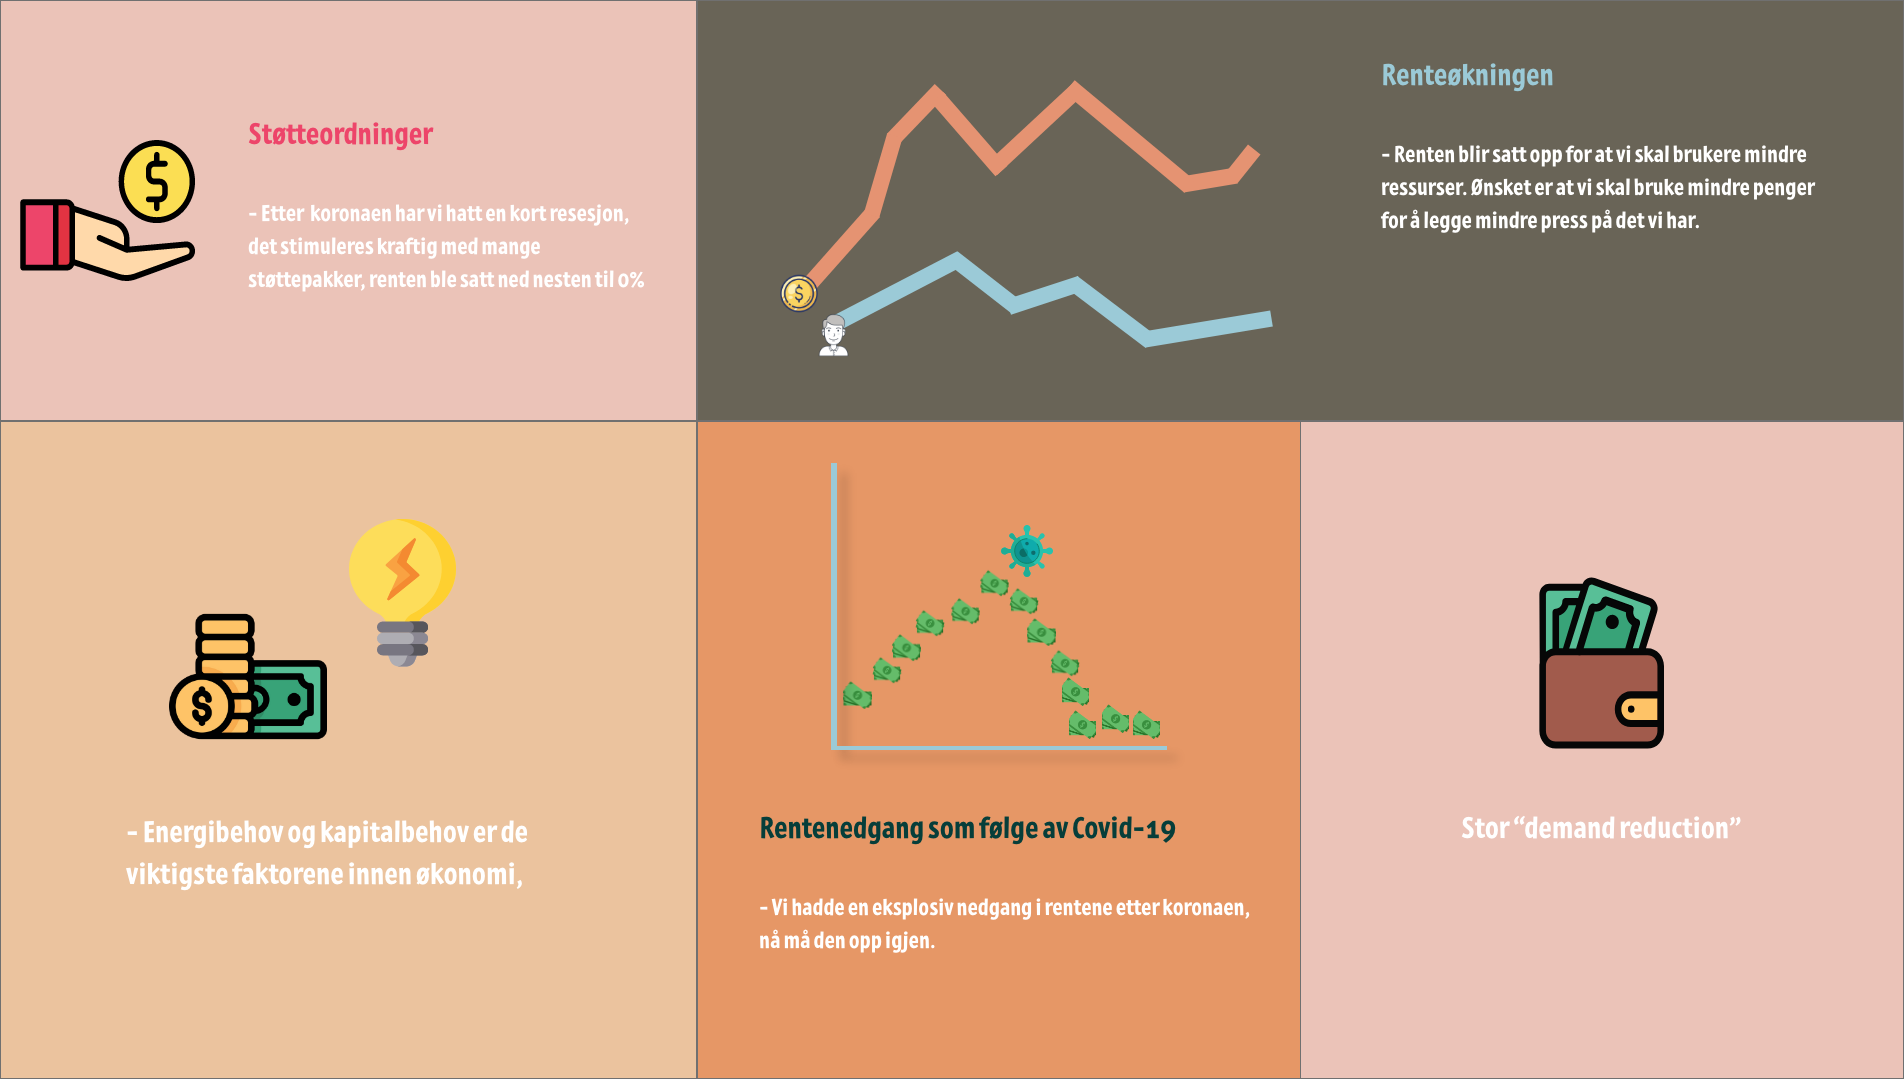 Støtteordninger
- Etter koronaen har vi hatt en kort resesjon,
det stimuleres kraftig med mange
støttepakker, renten ble satt ned nesten til 0%
Renteøkningen
- Renten blir satt opp for at vi skal brukere mindre
ressurser. Ønsket er at vi skal bruke mindre penger
for å legge mindre press på det vi har.
- Energibehov og kapitalbehov er de
viktigste faktorene innen økonomi,
Rentenedgang som følge av Covid-19
- Vi hadde en eksplosiv nedgang i rentene etter koronaen,
nå må den opp igjen.
Stor “demand reduction”